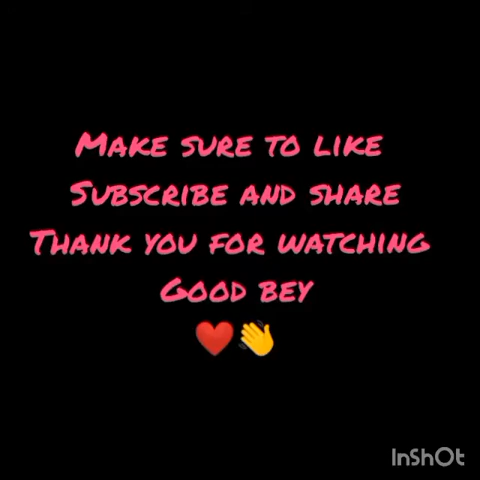 Make sure to like
Subscribe and share
Thank you for watching
Good bey
❤️👋
InShOt